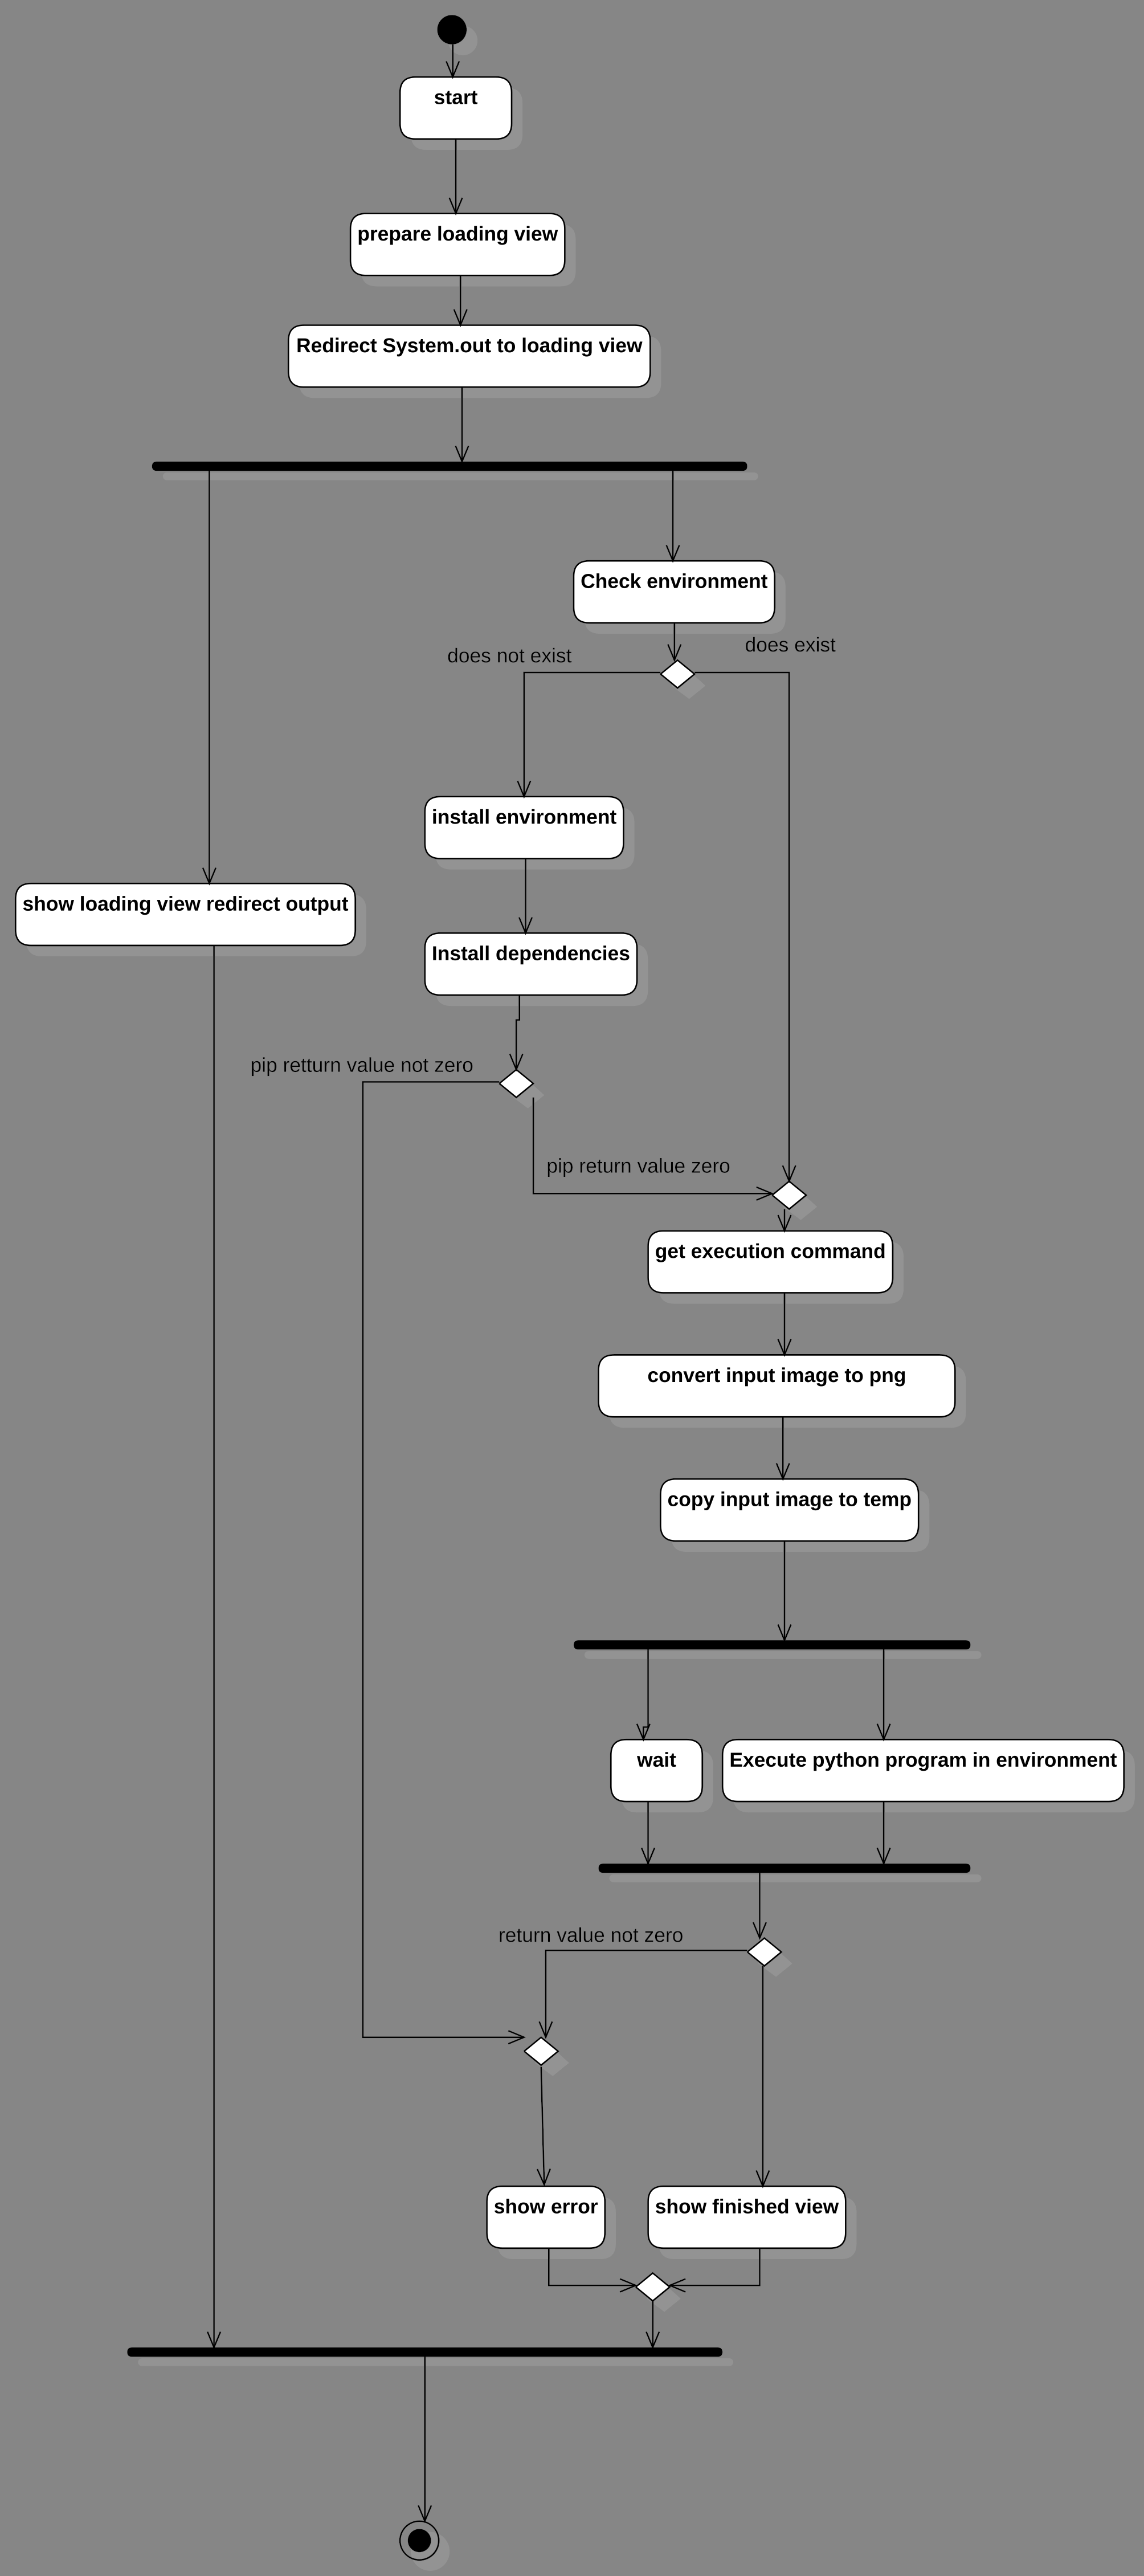 start
prepare loading view
Redirect System.out to loading view
Check environment
does not exist
does exist
install environment
show loading view redirect output
Install dependencies
pip retturn value not zero
pip return value zero
get execution command
convert input image to png
copy input image to temp
wait
Execute python program in environment
return value not zero
show error
show finished view